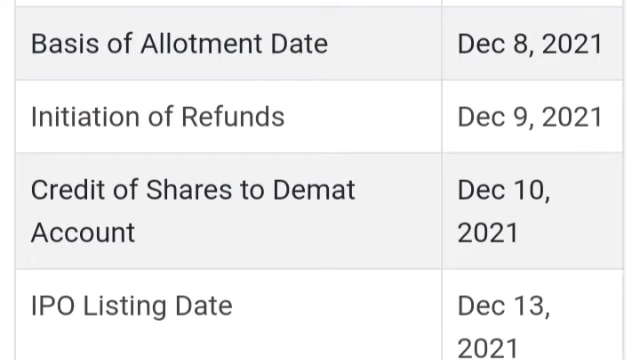 Basis of Allotment Date Dec 8, 2021
Initiation of Refunds Dec 9, 2021
Credit of Shares to Demat Dec 10,
Account 2021
IPO Listing Date Dec 13,
2021